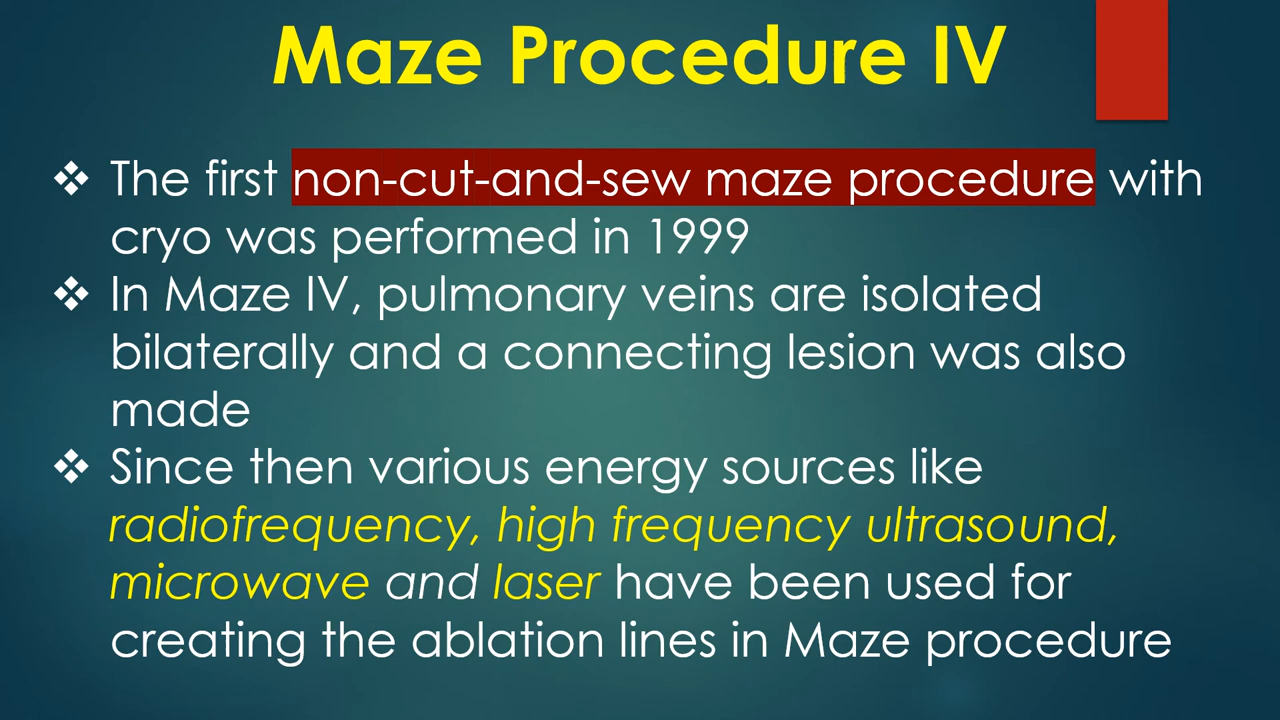 Maze Procedure IV
❖ The first non-cut-and-sew maze procedure with
cryo was performed in 1999
❖ In Maze IV, pulmonary veins are isolated
bilaterally and a connecting lesion was also
made
❖ Since then various energy sources like
radiofrequency, high frequency ultrasound,
microwave and laser have been used for
creating the ablation lines in Maze procedure